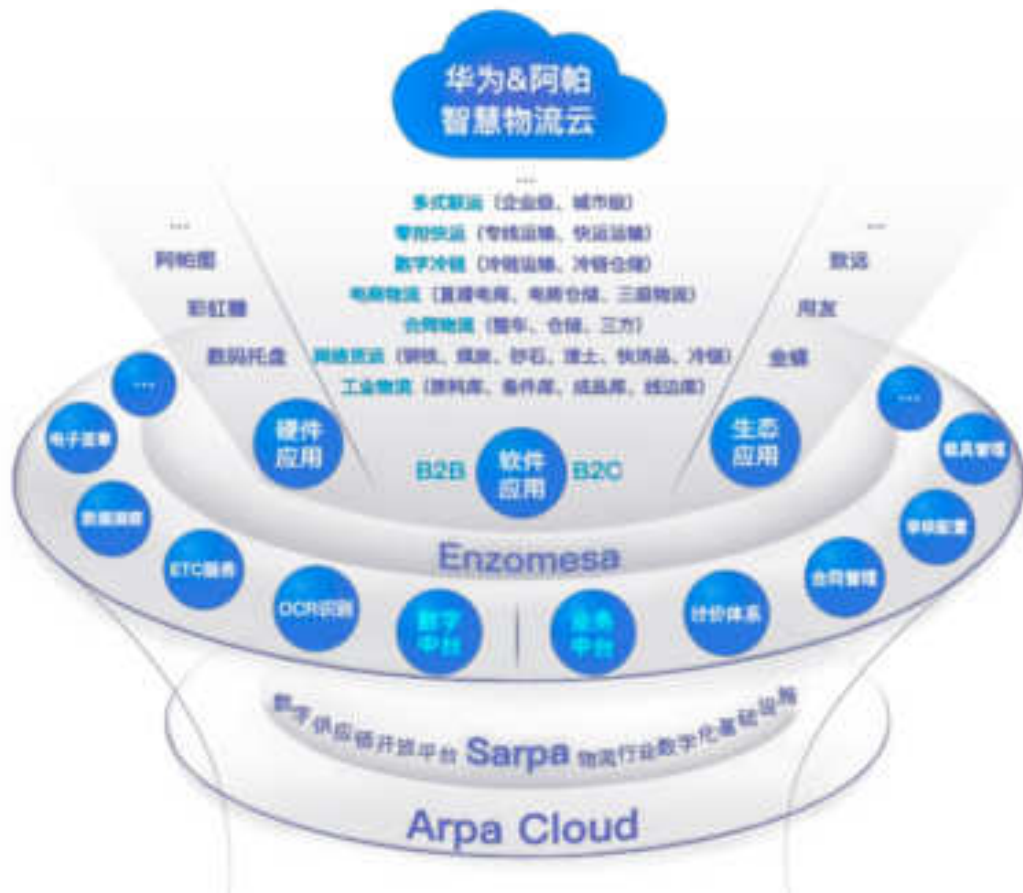 华为&阿帕
智慧物流云
...
多式联运（企业级、城市级）
零担快运（专线运输、快运运输）
数字冷链（冷链运输、冷链仓储）
电商物流（直播电商、电商仓储、三级物流）
合同物流（整车、仓储、三方）
网络货运（钢铁、煤炭、砂石、渣土、快消品、冷链）
工业物流（原料库、备件库、成品库、线边库）
...
阿帕图
彩虹糖
数码托盘
...
致远
用友
金蝶
硬件
应用
B2B
软件
应用
B2C
生态
应用
Enzomesa
...
电子签章
数据洞察
ETC服务
OCR识别
数字
中台
业务
中台
计价体系
合同管理
审核配置
载具管理
...
数字供应链开放平台 Sarpa 物流行业数字化基础设施
Arpa Cloud